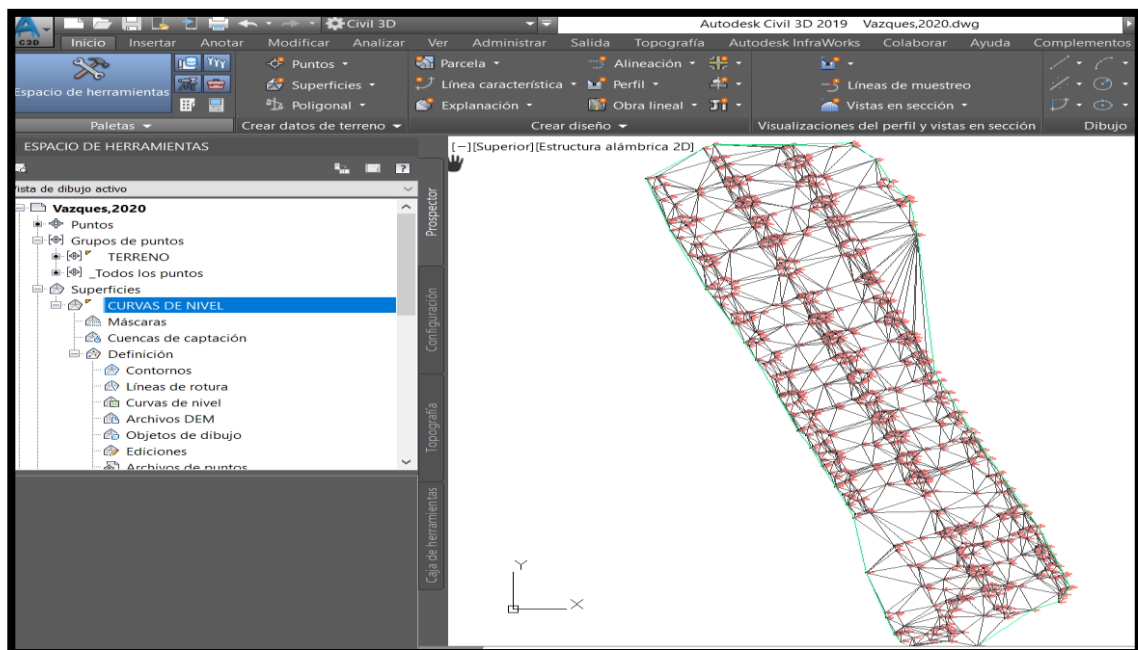 C3D
Civil 3D
Autodesk Civil 3D 2019 Vazques,2020.dwg
Inicio Insertar Anotar Modificar Analizar Ver Administrar Salida Topografía Autodesk InfraWorks Colaborar Ayuda Complementos
Espacio de herramientas
Puntos
Superficies
Poligonal
Parcela
Línea característica
Explanación
Alineación
Perfil
Obra lineal
Líneas de muestreo
Vistas en sección
Paletas
Crear datos de terreno
Crear diseño
Visualizaciones del perfil y vistas en sección
Dibujo
ESPACIO DE HERRAMIENTAS
Vista de dibujo activo
Vazques,2020
Puntos
Grupos de puntos
TERRENO
_Todos los puntos
Superficies
CURVAS DE NIVEL
Máscaras
Cuencas de captación
Definición
Contornos
Líneas de rotura
Curvas de nivel
Archivos DEM
Objetos de dibujo
Ediciones
Archivos de puntos
Prospector
Configuración
Topografía
Caja de herramientas
[−][Superior][Estructura alámbrica 2D]
Y
X